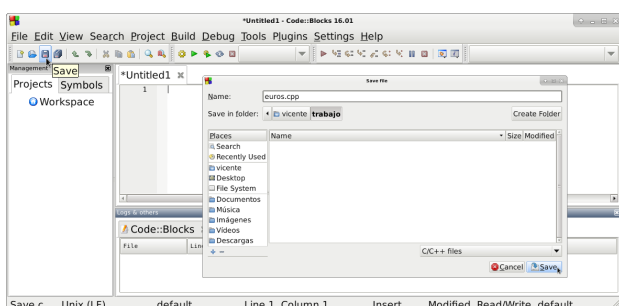 *Untitled1 - Code::Blocks 16.01
File Edit View Search Project Build Debug Tools Plugins Settings Help
Management
Save
Projects Symbols
Workspace
*Untitled1
1
Save file
Name: euros.cpp
Save in folder: vicente trabajo Create Folder
Places Name Size Modified
Search
Recently Used
vicente
Desktop
File System
Documentos
Música
Imágenes
Vídeos
Descargas
+ −
C/C++ files
Cancel Save
Logs & others
Code::Blocks
File Line
Save c Unix (LF) default Line 1, Column 1 Insert Modified Read/Write default